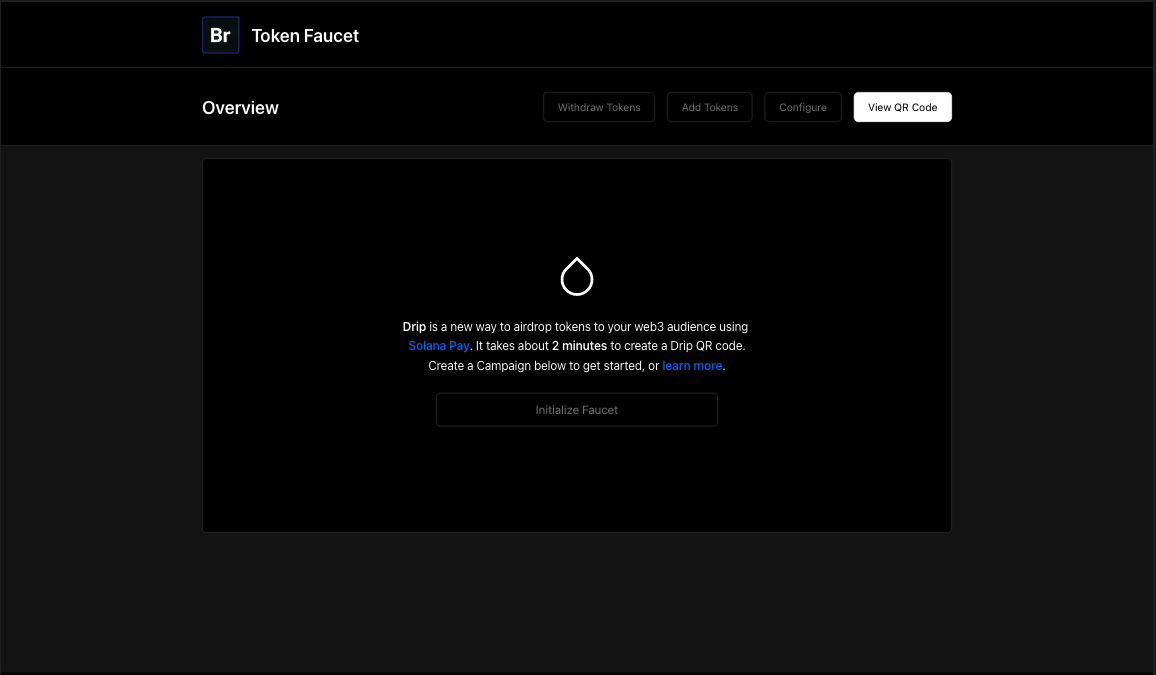 Br Token Faucet
Overview
Withdraw Tokens Add Tokens Configure View QR Code
Drip is a new way to airdrop tokens to your web3 audience using
Solana Pay. It takes about 2 minutes to create a Drip QR code.
Create a Campaign below to get started, or learn more.
Initialize Faucet